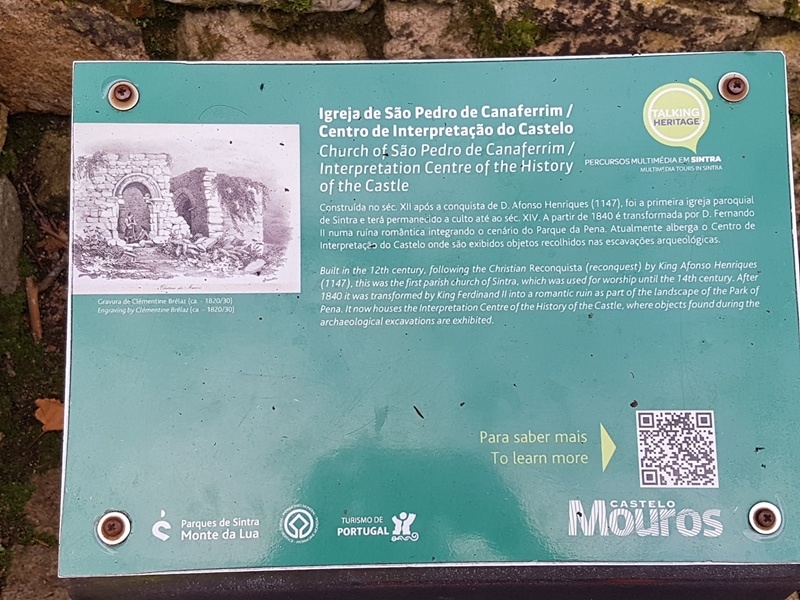 Igreja de São Pedro de Canaferrim /
Centro de Interpretação do Castelo
Church of São Pedro de Canaferrim /
Interpretation Centre of the History
of the Castle
TALKING
HERITAGE
PERCURSOS MULTIMÉDIA EM SINTRA
MULTIMEDIA TOURS IN SINTRA
Construída no séc. XII após a conquista de D. Afonso Henriques (1147), foi a primeira igreja paroquial
de Sintra e terá permanecido a culto até ao séc. XIV. A partir de 1840 é transformada por D. Fernando
II numa ruína romântica integrando o cenário do Parque da Pena. Atualmente alberga o Centro de
Interpretação do Castelo onde são exibidos objetos recolhidos nas escavações arqueológicas.
Built in the 12th century, following the Christian Reconquista (reconquest) by King Afonso Henriques
(1147), this was the first parish church of Sintra, which was used for worship until the 14th century. After
1840 it was transformed by King Ferdinand II into a romantic ruin as part of the landscape of the Park of
Pena. It now houses the Interpretation Centre of the History of the Castle, where objects found during the
archaeological excavations are exhibited.
Gravura de Clémentine Brélaz (ca. – 1820/30)
Engraving by Clémentine Brélaz (ca. – 1820/30)
Para saber mais
To learn more
Parques de Sintra
Monte da Lua
TURISMO DE
PORTUGAL
CASTELO
Mouros